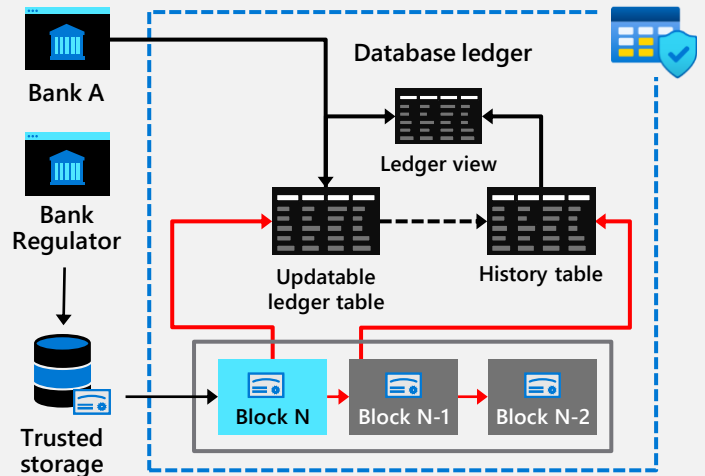 Bank A
Bank
Regulator
Trusted
storage
Database ledger
Ledger view
Updatable
ledger table
History table
Block N
Block N-1
Block N-2